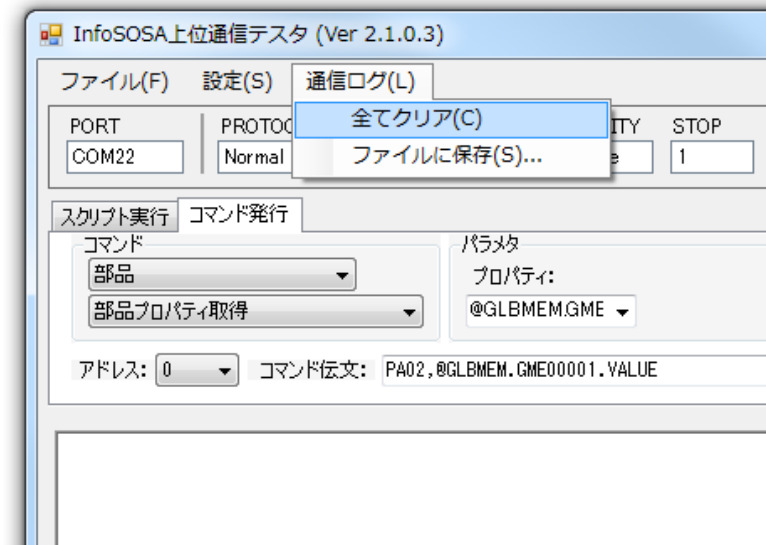 InfoSOSA上位通信テスタ (Ver 2.1.0.3)
ファイル(F) 設定(S) 通信ログ(L)
全てクリア(C)
ファイルに保存(S)...
PORT PROTOC ITY STOP
COM22 Normal e 1
スクリプト実行 コマンド発行
コマンド パラメタ
部品 プロパティ:
部品プロパティ取得 @GLBMEM.GME
アドレス: 0 コマンド伝文: PA02,@GLBMEM.GME00001.VALUE